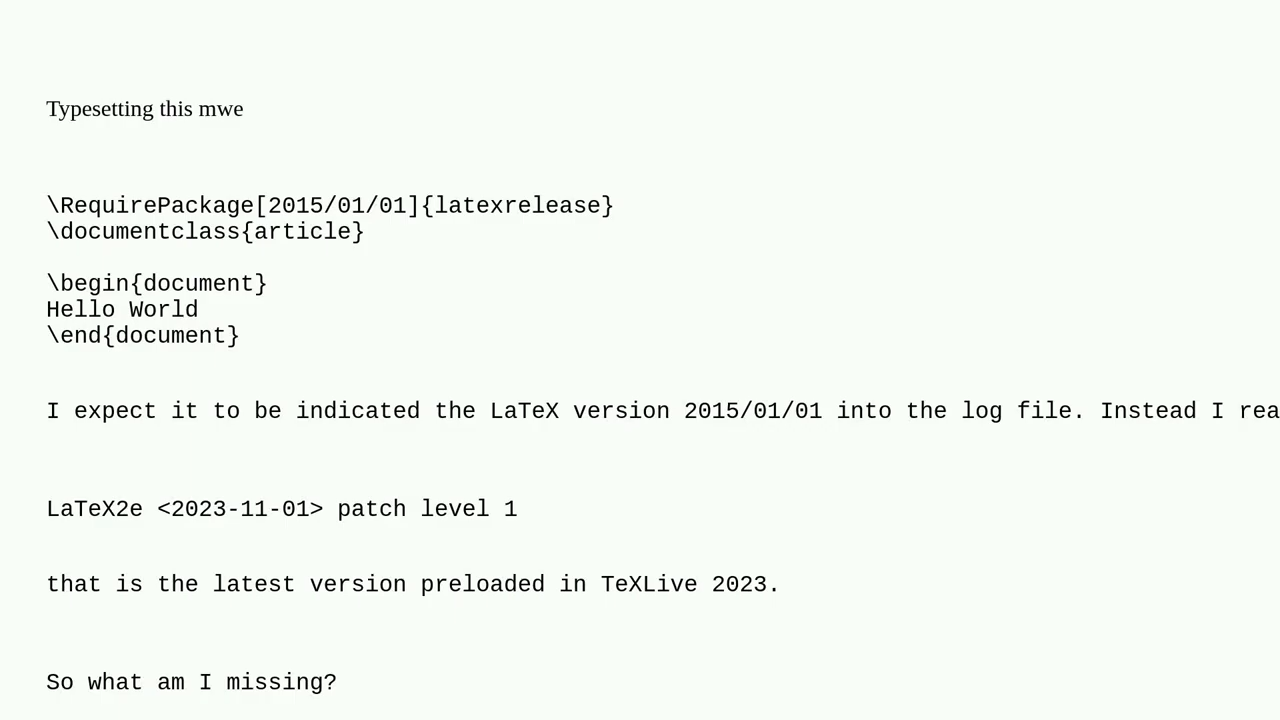 Typesetting this mwe
\RequirePackage[2015/01/01]{latexrelease}
\documentclass{article}
\begin{document}
Hello World
\end{document}
I expect it to be indicated the LaTeX version 2015/01/01 into the log file. Instead I rea
LaTeX2e <2023-11-01> patch level 1
that is the latest version preloaded in TeXLive 2023.
So what am I missing?